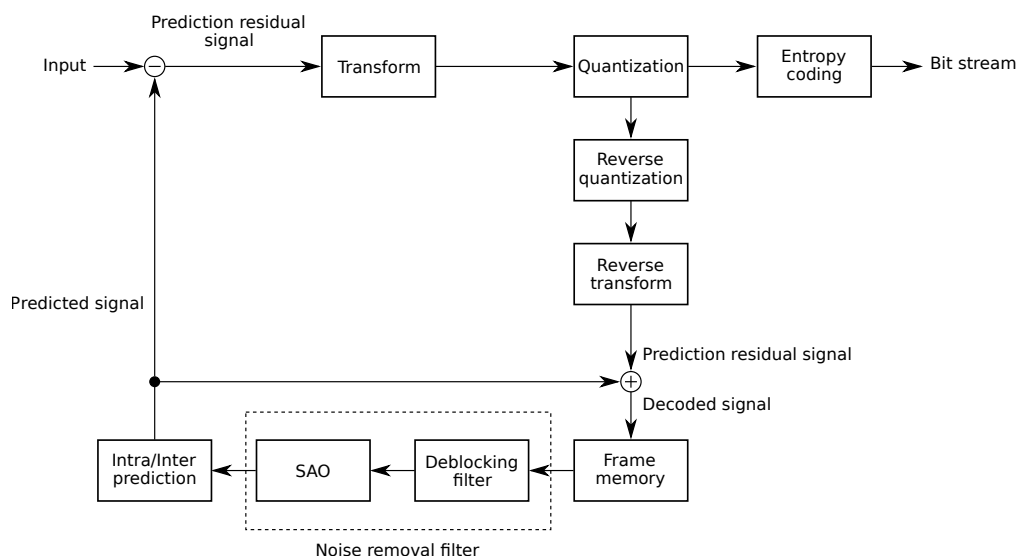 Prediction residual
signal
Input
−
Transform
Quantization
Entropy
coding
Bit stream
Reverse
quantization
Reverse
transform
Predicted signal
Prediction residual signal
+
Decoded signal
Intra/Inter
prediction
SAO
Deblocking
filter
Frame
memory
Noise removal filter